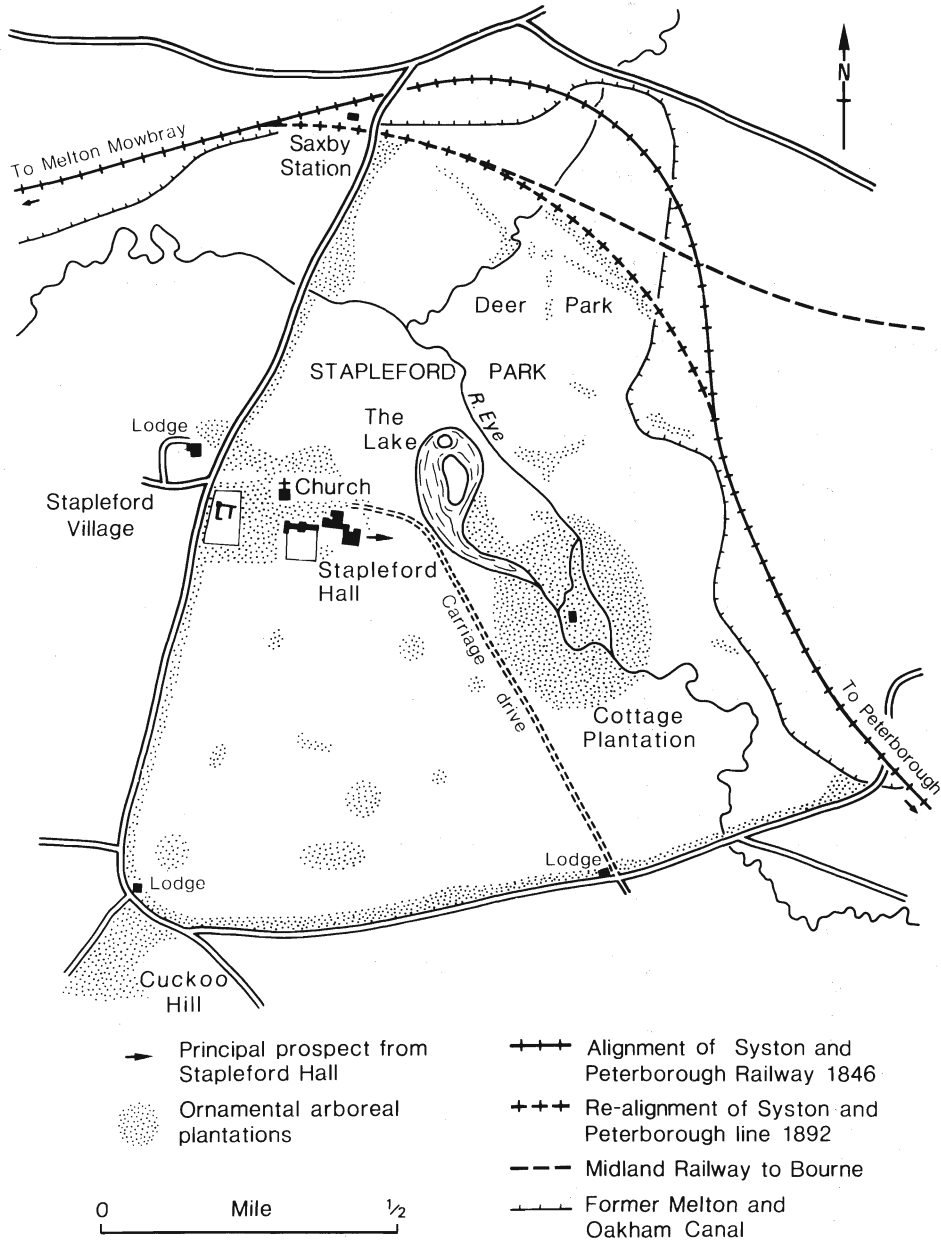 N
To Melton Mowbray
Saxby
Station
Deer Park
STAPLEFORD PARK
R. Eye
The
Lake
Lodge
Church
Stapleford
Village
Stapleford
Hall
Carriage drive
Cottage
Plantation
To Peterborough
Lodge
Lodge
Cuckoo
Hill
Principal prospect from
Stapleford Hall
Ornamental arboreal
plantations
0 Mile ½
Alignment of Syston and
Peterborough Railway 1846
Re-alignment of Syston and
Peterborough line 1892
Midland Railway to Bourne
Former Melton and
Oakham Canal